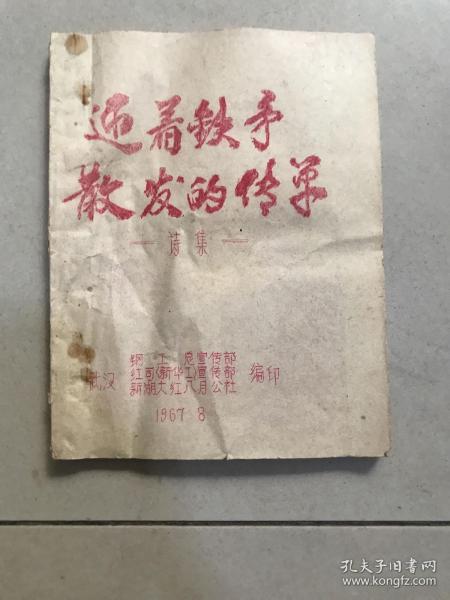 迎着铁矛
散发的传单
—诗集—
钢工总宣传部
武汉 红司(新华工)宣传部 编印
新湖大红八月公社
1967 8
孔夫子旧书网
www.kongfz.com